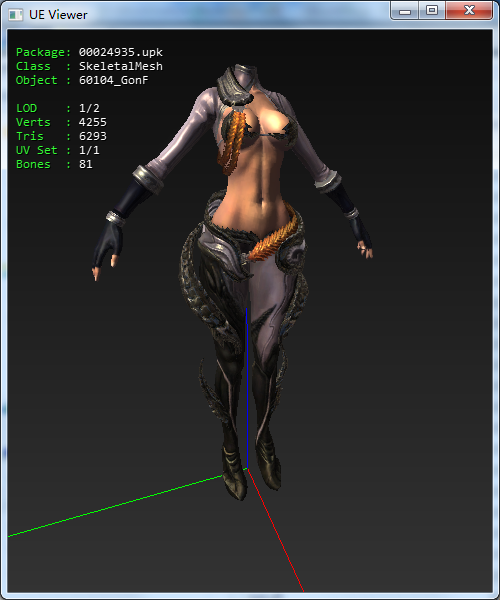 UE Viewer
Package: 00024935.upk
Class : SkeletalMesh
Object : 60104_GonF
LOD : 1/2
Verts : 4255
Tris : 6293
UV Set : 1/1
Bones : 81